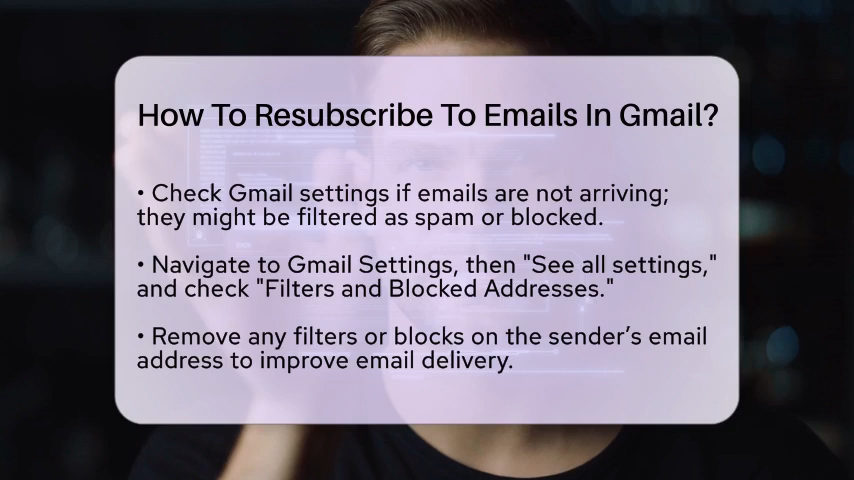 How To Resubscribe To Emails In Gmail?
• Check Gmail settings if emails are not arriving;
they might be filtered as spam or blocked.
• Navigate to Gmail Settings, then "See all settings,"
and check "Filters and Blocked Addresses."
• Remove any filters or blocks on the sender’s email
address to improve email delivery.